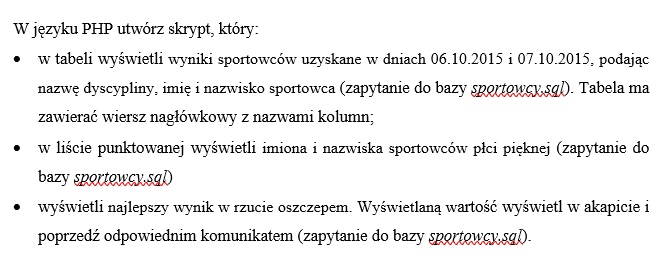 W języku PHP utwórz skrypt, który:
• w tabeli wyświetli wyniki sportowców uzyskane w dniach 06.10.2015 i 07.10.2015, podając
nazwę dyscypliny, imię i nazwisko sportowca (zapytanie do bazy sportowcy.sql). Tabela ma
zawierać wiersz nagłówkowy z nazwami kolumn;
• w liście punktowanej wyświetli imiona i nazwiska sportowców płci pięknej (zapytanie do
bazy sportowcy.sql)
• wyświetli najlepszy wynik w rzucie oszczepem. Wyświetlaną wartość wyświetl w akapicie i
poprzedź odpowiednim komunikatem (zapytanie do bazy sportowcy.sql).